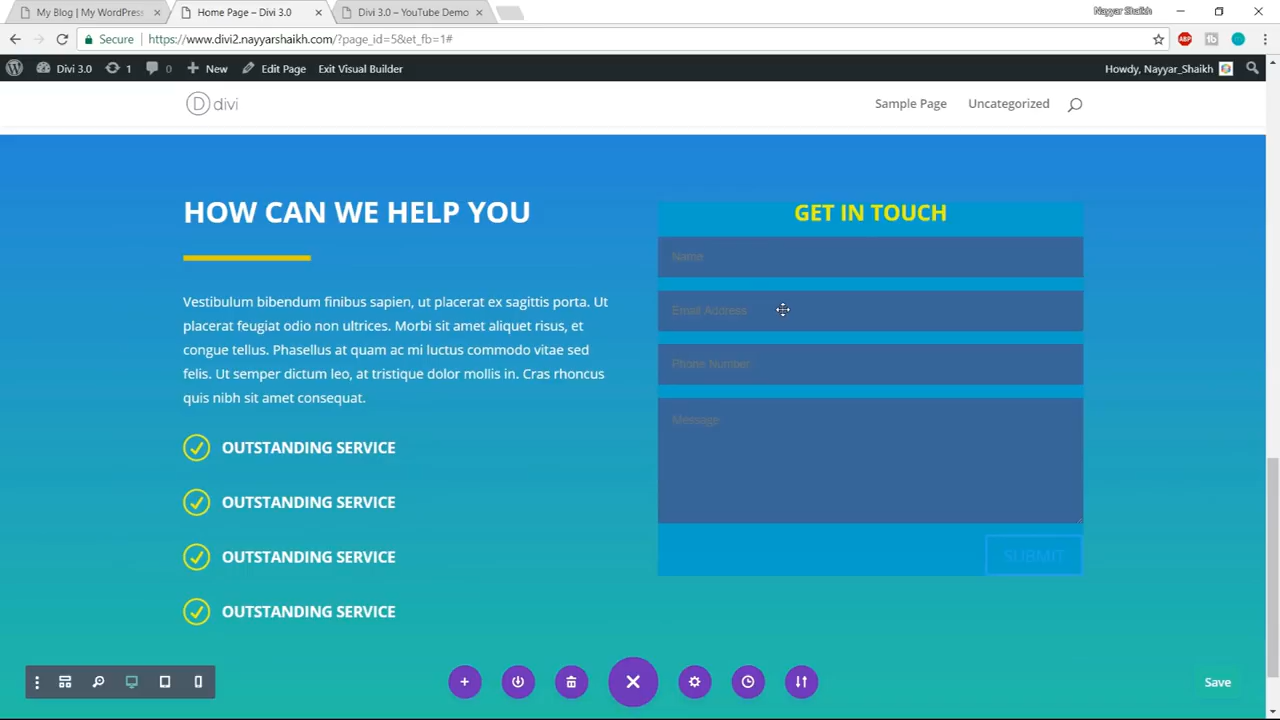 My Blog | My WordPress
Home Page – Divi 3.0
Divi 3.0 – YouTube Demo
Nayyar Shaikh
Secure
https://www.divi2.nayyarshaikh.com/?page_id=5&et_fb=1#
ABP
Divi 3.0
1
0
New
Edit Page
Exit Visual Builder
Howdy, Nayyar_Shaikh
D divi
Sample Page
Uncategorized
HOW CAN WE HELP YOU
Vestibulum bibendum finibus sapien, ut placerat ex sagittis porta. Ut
placerat feugiat odio non ultrices. Morbi sit amet aliquet risus, et
congue tellus. Phasellus at quam ac mi luctus commodo vitae sed
felis. Ut semper dictum leo, at tristique dolor mollis in. Cras rhoncus
quis nibh sit amet consequat.
OUTSTANDING SERVICE
OUTSTANDING SERVICE
OUTSTANDING SERVICE
OUTSTANDING SERVICE
GET IN TOUCH
Name
Email Address
Phone Number
Message
SUBMIT
Save